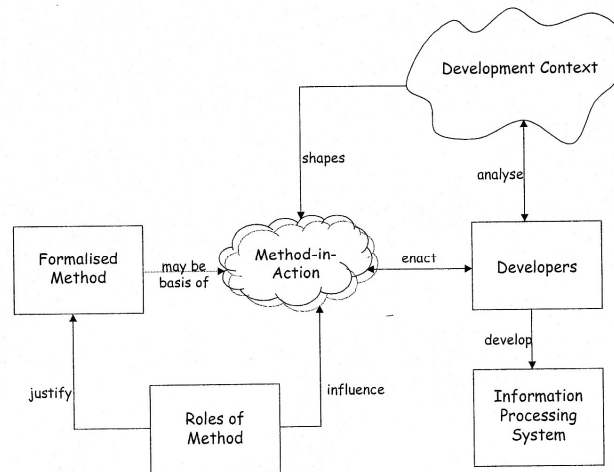 Development Context
shapes
analyse
Formalised
Method
may be
basis of
Method-in-
Action
enact
Developers
develop
justify
Roles of
Method
influence
Information
Processing
System